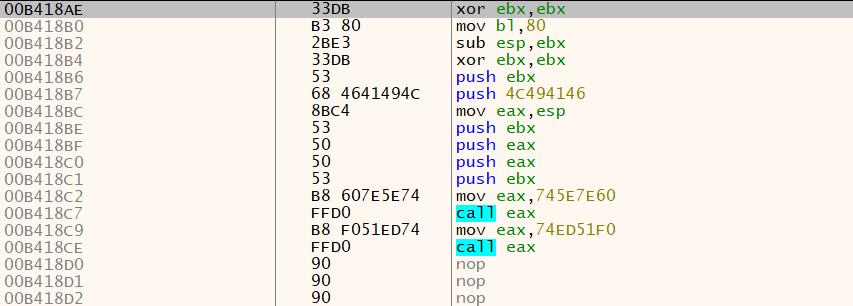 00B418AE 33DB xor ebx,ebx
00B418B0 B3 80 mov bl,80
00B418B2 2BE3 sub esp,ebx
00B418B4 33DB xor ebx,ebx
00B418B6 53 push ebx
00B418B7 68 4641494C push 4C494146
00B418BC 8BC4 mov eax,esp
00B418BE 53 push ebx
00B418BF 50 push eax
00B418C0 50 push eax
00B418C1 53 push ebx
00B418C2 B8 607E5E74 mov eax,745E7E60
00B418C7 FFD0 call eax
00B418C9 B8 F051ED74 mov eax,74ED51F0
00B418CE FFD0 call eax
00B418D0 90 nop
00B418D1 90 nop
00B418D2 90 nop